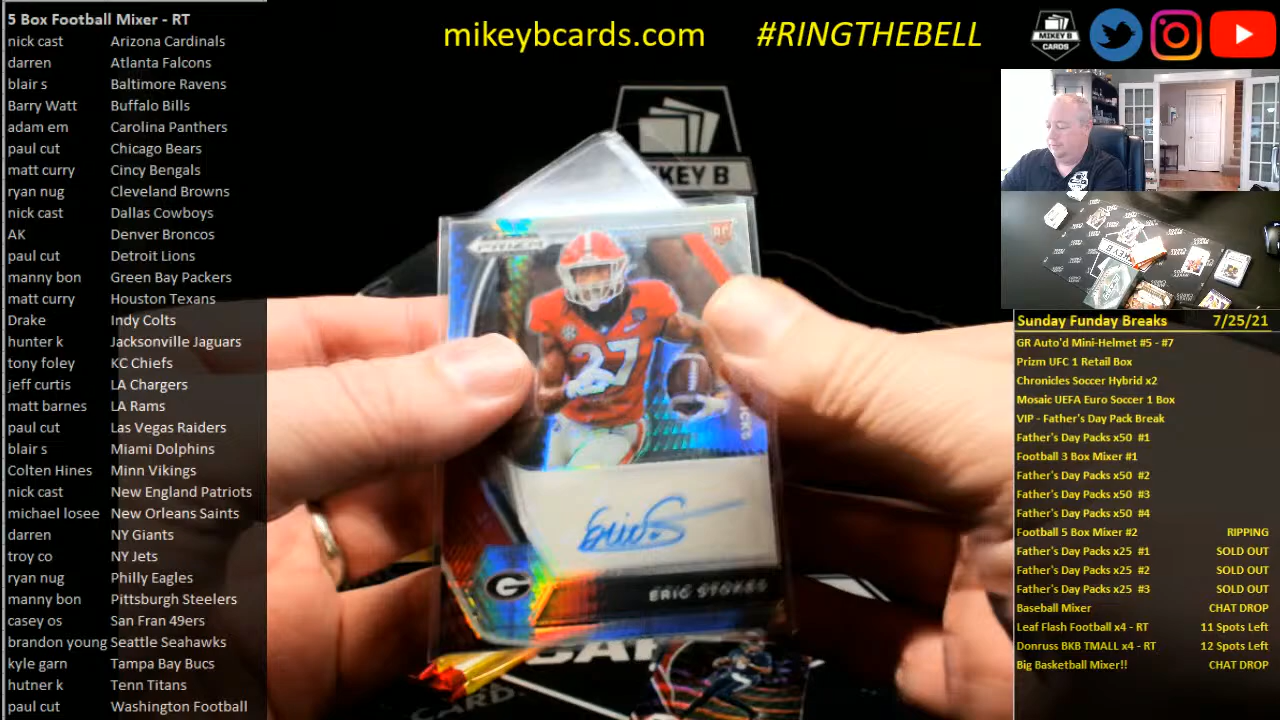 5 Box Football Mixer - RT
nick cast Arizona Cardinals
darren Atlanta Falcons
blair s Baltimore Ravens
Barry Watt Buffalo Bills
adam em Carolina Panthers
paul cut Chicago Bears
matt curry Cincy Bengals
ryan nug Cleveland Browns
nick cast Dallas Cowboys
AK Denver Broncos
paul cut Detroit Lions
manny bon Green Bay Packers
matt curry Houston Texans
Drake Indy Colts
hunter k Jacksonville Jaguars
tony foley KC Chiefs
jeff curtis LA Chargers
matt barnes LA Rams
paul cut Las Vegas Raiders
blair s Miami Dolphins
Colten Hines Minn Vikings
nick cast New England Patriots
michael losee New Orleans Saints
darren NY Giants
troy co NY Jets
ryan nug Philly Eagles
manny bon Pittsburgh Steelers
casey os San Fran 49ers
brandon young Seattle Seahawks
kyle garn Tampa Bay Bucs
hutner k Tenn Titans
paul cut Washington Football
mikeybcards.com #RINGTHEBELL
MIKEY B
CARDS
KEY B
PRIZM
RC
27
ICKS
G
ERIC STOKES
CAR
Sunday Funday Breaks 7/25/21
GR Auto'd Mini-Helmet #5 - #7
Prizm UFC 1 Retail Box
Chronicles Soccer Hybrid x2
Mosaic UEFA Euro Soccer 1 Box
VIP - Father's Day Pack Break
Father's Day Packs x50 #1
Football 3 Box Mixer #1
Father's Day Packs x50 #2
Father's Day Packs x50 #3
Father's Day Packs x50 #4
Football 5 Box Mixer #2 RIPPING
Father's Day Packs x25 #1 SOLD OUT
Father's Day Packs x25 #2 SOLD OUT
Father's Day Packs x25 #3 SOLD OUT
Baseball Mixer CHAT DROP
Leaf Flash Football x4 - RT 11 Spots Left
Donruss BKB TMALL x4 - RT 12 Spots Left
Big Basketball Mixer!! CHAT DROP